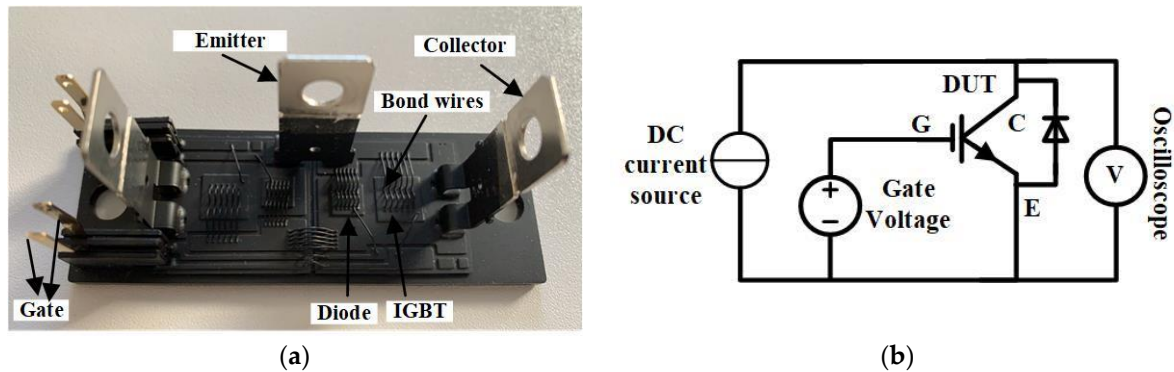 Emitter
Collector
Bond wires
Gate
Diode
IGBT
(a)
DUT
G
C
DC
current
source
+
−
Gate
Voltage
E
V
Oscilloscope
(b)